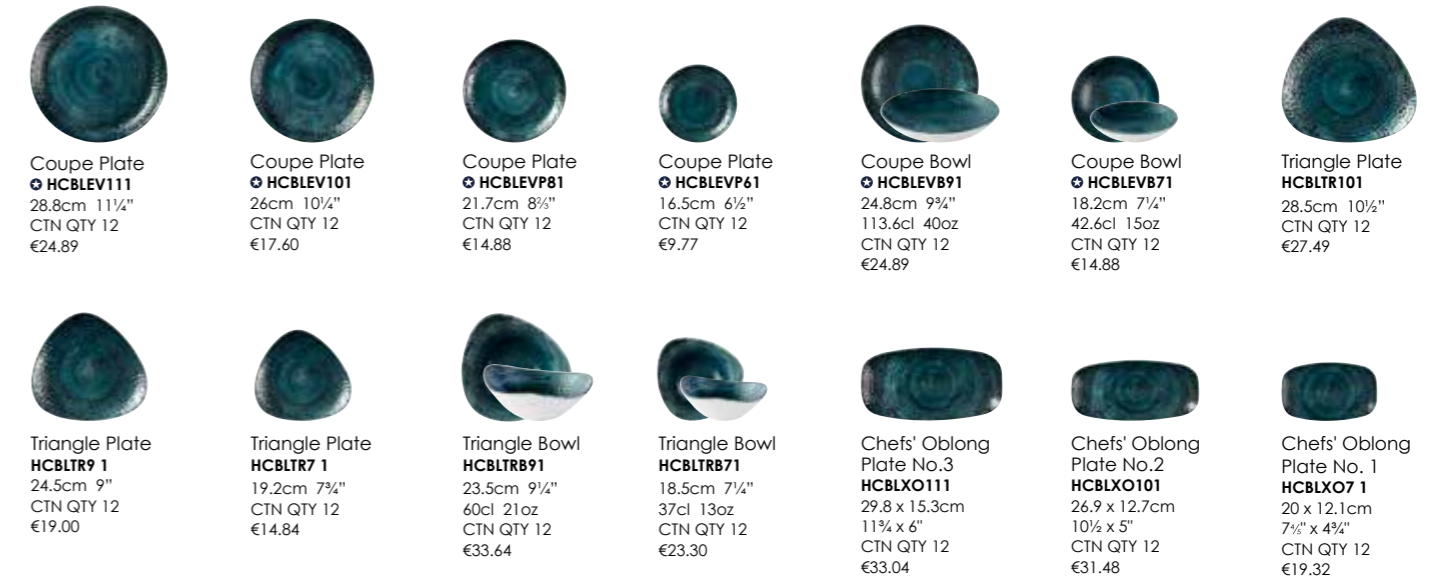 Coupe Plate
HCBLEV111
28.8cm 11¼”
CTN QTY 12
€24.89
Coupe Plate
HCBLEV101
26cm 10¼”
CTN QTY 12
€17.60
Coupe Plate
HCBLEVP81
21.7cm 8⅔”
CTN QTY 12
€14.88
Coupe Plate
HCBLEVP61
16.5cm 6½”
CTN QTY 12
€9.77
Coupe Bowl
HCBLEVB91
24.8cm 9¾”
113.6cl 40oz
CTN QTY 12
€24.89
Coupe Bowl
HCBLEVB71
18.2cm 7¼”
42.6cl 15oz
CTN QTY 12
€14.88
Triangle Plate
HCBLTR101
28.5cm 10½”
CTN QTY 12
€27.49
Triangle Plate
HCBLTR9 1
24.5cm 9”
CTN QTY 12
€19.00
Triangle Plate
HCBLTR7 1
19.2cm 7¾”
CTN QTY 12
€14.84
Triangle Bowl
HCBLTRB91
23.5cm 9¼”
60cl 21oz
CTN QTY 12
€33.64
Triangle Bowl
HCBLTRB71
18.5cm 7¼”
37cl 13oz
CTN QTY 12
€23.30
Chefs' Oblong
Plate No.3
HCBLXO111
29.8 x 15.3cm
11¾ x 6"
CTN QTY 12
€33.04
Chefs' Oblong
Plate No.2
HCBLXO101
26.9 x 12.7cm
10½ x 5"
CTN QTY 12
€31.48
Chefs' Oblong
Plate No. 1
HCBLXO7 1
20 x 12.1cm
7⅘" x 4¾"
CTN QTY 12
€19.32